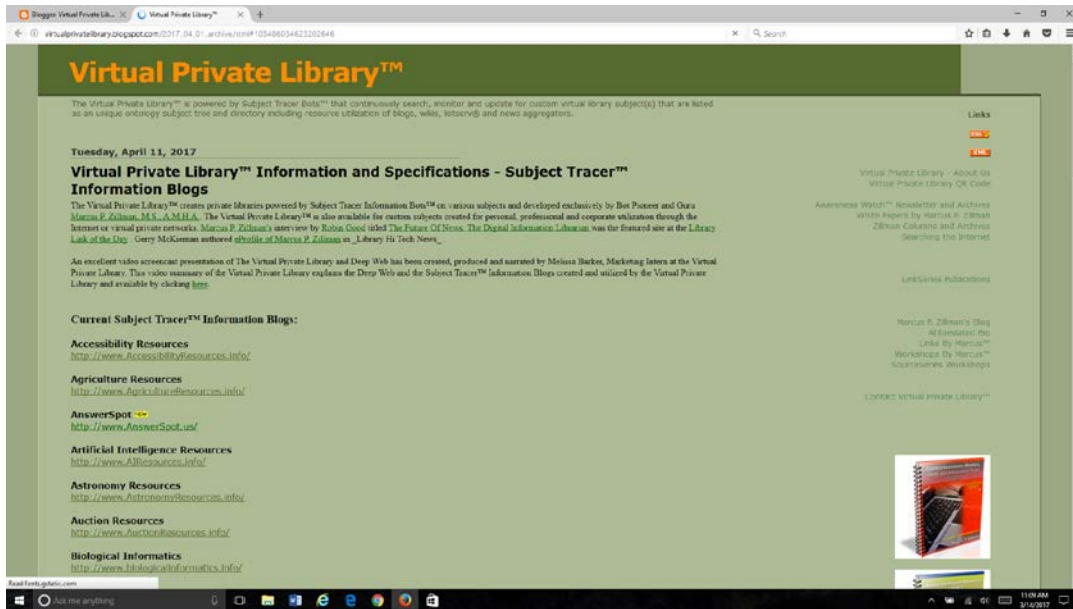 Blogger: Virtual Private Lib...
Virtual Private Library™
virtualprivatelibrary.blogspot.com/2017_04_01_archive.html#105486034623202646
Search
Virtual Private Library™
The Virtual Private Library™ is powered by Subject Tracer Bots™ that continuously search, monitor and update for custom virtual library subject(s) that are listed
as an unique ontology subject tree and directory including resource utilization of blogs, wikis, listserv® and news aggregators.
Tuesday, April 11, 2017
Virtual Private Library™ Information and Specifications - Subject Tracer™
Information Blogs
The Virtual Private Library™ creates private libraries powered by Subject Tracer Information Bots™ on various subjects and developed exclusively by Bot Pioneer and Guru
Marcus P. Zillman, M.S., A.M.H.A. The Virtual Private Library™ is also available for custom subjects created for personal, professional and corporate utilization through the
Internet or virtual private networks. Marcus P. Zillman's interview by Robin Good titled The Future Of News. The Digital Information Librarian was the featured site at the Library
Link of the Day . Gerry McKiernan authored eProfile of Marcus P. Zillman in _Library Hi Tech News_ .
An excellent video screencast presentation of The Virtual Private Library and Deep Web has been created, produced and narrated by Melissa Barker, Marketing Intern at the Virtual
Private Library. This video summary of the Virtual Private Library explains the Deep Web and the Subject Tracer™ Information Blogs created and utilized by the Virtual Private
Library and available by clicking here.
Current Subject Tracer™ Information Blogs:
Accessibility Resources
http://www.AccessibilityResources.info/
Agriculture Resources
http://www.AgricultureResources.info/
AnswerSpot
http://www.AnswerSpot.us/
Artificial Intelligence Resources
http://www.AIResources.info/
Astronomy Resources
http://www.AstronomyResources.info/
Auction Resources
http://www.AuctionResources.info/
Biological Informatics
http://www.biologicalInformatics.info/
Links
XML
Virtual Private Library - About Us
Virtual Private Library QR Code
Awareness Watch™ Newsletter and Archives
White Papers by Marcus P. Zillman
Zillman Columns and Archives
Searching the Internet
LinkSeries Publications
Marcus P. Zillman's Blog
Links By Marcus™
Workshops By Marcus™
SourceSeries Workshops
Contact Virtual Private Library™
Read fonts.gstatic.com
Ask me anything
11:09 AM
3/14/2017